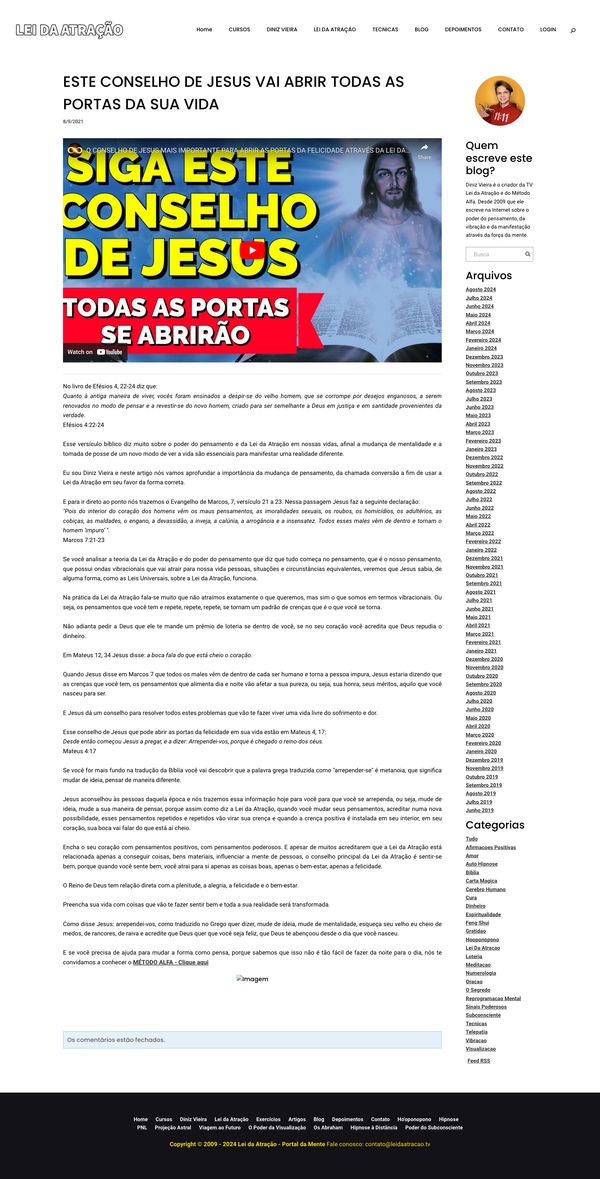 LEI DA ATRAÇÃO
Home CURSOS DINIZ VIEIRA LEI DA ATRAÇÃO TECNICAS BLOG DEPOIMENTOS CONTATO LOGIN
ESTE CONSELHO DE JESUS VAI ABRIR TODAS AS
PORTAS DA SUA VIDA
8/9/2021
O CONSELHO DE JESUS MAIS IMPORTANTE PARA ABRIR AS PORTAS DA FELICIDADE ATRAVÉS DA LEI DA...
Share
SIGA ESTE
CONSELHO
DE JESUS
TODAS AS PORTAS
SE ABRIRÃO
Watch on YouTube
No livro de Efésios 4, 22-24 diz que:
Quanto à antiga maneira de viver, vocês foram ensinados a despir-se do velho homem, que se corrompe por desejos enganosos, a serem
renovados no modo de pensar e a revestir-se do novo homem, criado para ser semelhante a Deus em justiça e em santidade provenientes da
verdade.
Efésios 4:22-24
Esse versículo bíblico diz muito sobre o poder do pensamento e da Lei da Atração em nossas vidas, afinal a mudança de mentalidade e a
tomada de posse de um novo modo de ver a vida são essenciais para manifestar uma realidade diferente.
Eu sou Diniz Vieira e neste artigo nós vamos aprofundar a importância da mudança de pensamento, da chamada conversão a fim de usar a
Lei da Atração em seu favor da forma correta.
E para ir direto ao ponto nós trazemos o Evangelho de Marcos, 7, versículo 21 a 23. Nessa passagem Jesus faz a seguinte declaração:
"Pois do interior do coração dos homens vêm os maus pensamentos, as imoralidades sexuais, os roubos, os homicídios, os adultérios, as
cobiças, as maldades, o engano, a devassidão, a inveja, a calúnia, a arrogância e a insensatez. Todos esses males vêm de dentro e tornam o
homem 'impuro' ".
Marcos 7:21-23
Se você analisar a teoria da Lei da Atração e do poder do pensamento que diz que tudo começa no pensamento, que é o nosso pensamento,
que possui ondas vibracionais que vai atrair para nossa vida pessoas, situações e circunstâncias equivalentes, veremos que Jesus sabia, de
alguma forma, como as Leis Universais, sobre a Lei da Atração, funciona.
Na prática da Lei da Atração fala-se muito que não atraímos exatamente o que queremos, mas sim o que somos em termos vibracionais. Ou
seja, os pensamentos que você tem e repete, repete, repete, se tornam um padrão de crenças que é o que você se torna.
Não adianta pedir a Deus que ele te mande um prêmio de loteria se dentro de você, se no seu coração você acredita que Deus repudia o
dinheiro.
Em Mateus 12, 34 Jesus disse: a boca fala do que está cheio o coração.
Quando Jesus disse em Marcos 7 que todos os males vêm de dentro de cada ser humano e torna a pessoa impura, Jesus estaria dizendo que
as crenças que você tem, os pensamentos que alimenta dia e noite vão afetar a sua pureza, ou seja, sua honra, seus méritos, aquilo que você
nasceu para ser.
E Jesus dá um conselho para resolver todos estes problemas que vão te fazer viver uma vida livre do sofrimento e dor.
Esse conselho de Jesus que pode abrir as portas da felicidade em sua vida estão em Mateus 4, 17:
Desde então começou Jesus a pregar, e a dizer: Arrependei-vos, porque é chegado o reino dos céus.
Mateus 4:17
Se você for mais fundo na tradução da Bíblia você vai descobrir que a palavra grega traduzida como "arrepender-se" é metanoia, que significa
mudar de ideia, pensar de maneira diferente.
Jesus aconselhou às pessoas daquela época e nós trazemos essa informação hoje para você para que você se arrependa, ou seja, mude de
ideia, mude a sua maneira de pensar, porque assim como diz a Lei da Atração, quando você mudar seus pensamentos, acreditar numa nova
possibilidade, esses pensamentos repetidos e repetidos vão virar sua crença e quando a crença positiva é instalada em seu interior, em seu
coração, sua boca vai falar do que está aí cheio.
Encha o seu coração com pensamentos positivos, com pensamentos poderosos. E apesar de muitos acreditarem que a Lei da Atração está
relacionada apenas a conseguir coisas, bens materiais, influenciar a mente de pessoas, o conselho principal da Lei da Atração é sentir-se
bem, porque quando você sente bem, você atrai para si apenas as coisas boas, apenas o bem-estar, apenas a felicidade.
O Reino de Deus tem relação direta com a plenitude, a alegria, a felicidade e o bem-estar.
Preencha sua vida com coisas que vão te fazer sentir bem e toda a sua realidade será transformada.
Como disse Jesus: arrependei-vos, como traduzido no Grego quer dizer, mude de ideia, mude de mentalidade, esqueça seu velho eu cheio de
medos, de rancores, de raiva e acredite que Deus quer que você seja feliz, que Deus te abençoou desde o dia que você nasceu.
E se você precisa de ajuda para mudar a forma como pensa, porque sabemos que isso não é tão fácil de fazer da noite para o dia, nós te
convidamos a conhecer o MÉTODO ALFA - Clique aqui
Imagem
Os comentários estão fechados.
11:11
Quem
escreve este
blog?
Diniz Vieira é o criador da TV
Lei da Atração e do Método
Alfa. Desde 2009 que ele
escreve na Internet sobre o
poder do pensamento, da
vibração e da manifestação
através da força da mente.
Busca
Arquivos
Agosto 2024
Julho 2024
Junho 2024
Maio 2024
Abril 2024
Março 2024
Fevereiro 2024
Janeiro 2024
Dezembro 2023
Novembro 2023
Outubro 2023
Setembro 2023
Agosto 2023
Julho 2023
Junho 2023
Maio 2023
Abril 2023
Março 2023
Fevereiro 2023
Janeiro 2023
Dezembro 2022
Novembro 2022
Outubro 2022
Setembro 2022
Agosto 2022
Julho 2022
Junho 2022
Maio 2022
Abril 2022
Março 2022
Fevereiro 2022
Janeiro 2022
Dezembro 2021
Novembro 2021
Outubro 2021
Setembro 2021
Agosto 2021
Julho 2021
Junho 2021
Maio 2021
Abril 2021
Março 2021
Fevereiro 2021
Janeiro 2021
Dezembro 2020
Novembro 2020
Outubro 2020
Setembro 2020
Agosto 2020
Julho 2020
Junho 2020
Maio 2020
Abril 2020
Março 2020
Fevereiro 2020
Janeiro 2020
Dezembro 2019
Novembro 2019
Outubro 2019
Setembro 2019
Agosto 2019
Julho 2019
Junho 2019
Categorias
Tudo
Afirmacoes Positivas
Amor
Auto Hipnose
Biblia
Carta Magica
Cerebro Humano
Cura
Dinheiro
Espiritualidade
Feng Shui
Gratidao
Hooponopono
Lei Da Atracao
Loteria
Meditacao
Numerologia
Oracao
O Segredo
Reprogramacao Mental
Sinais Poderosos
Subconsciente
Tecnicas
Telepatia
Vibracao
Visualizacao
Feed RSS
Home Cursos Diniz Vieira Lei da Atração Exercícios Artigos Blog Depoimentos Contato Ho'oponopono Hipnose
PNL Projeção Astral Viagem ao Futuro O Poder da Visualização Os Abraham Hipnose à Distância Poder do Subconsciente
Copyright © 2009 - 2024 Lei da Atração - Portal da Mente Fale conosco: contato@leidaatracao.tv